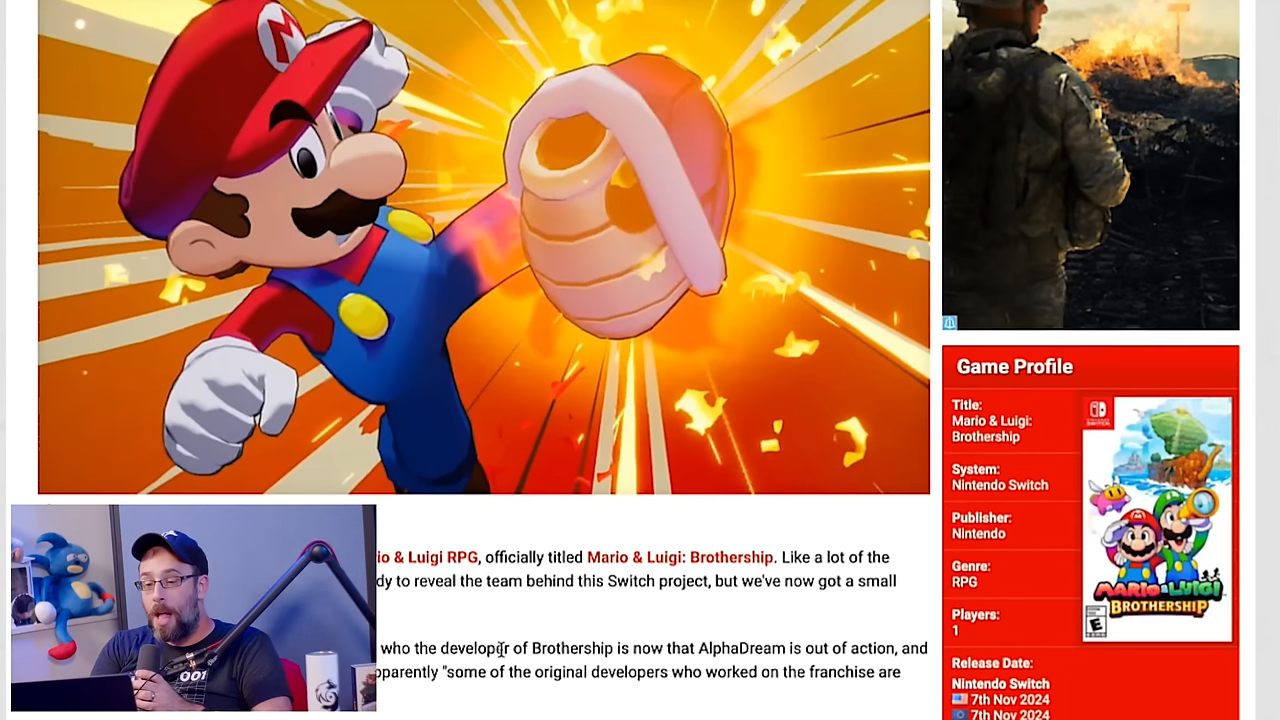 M
Game Profile
Title:
Mario & Luigi:
Brothership
System:
Nintendo Switch
Publisher:
Nintendo
Genre:
RPG
Players:
1
Release Date:
Nintendo Switch
7th Nov 2024
7th Nov 2024
NINTENDO
SWITCH
MARIO & LUIGI
BROTHERSHIP
E
io & Luigi RPG, officially titled Mario & Luigi: Brothership. Like a lot of the
dy to reveal the team behind this Switch project, but we've now got a small
who the developer of Brothership is now that AlphaDream is out of action, and
pparently "some of the original developers who worked on the franchise are
001